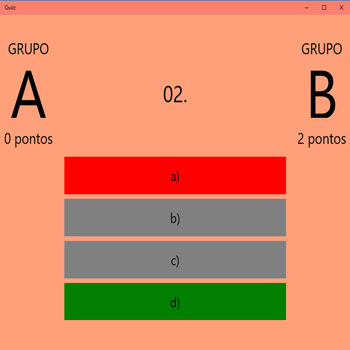 Quiz
GRUPO
A
0 pontos
02.
GRUPO
B
2 pontos
a)
b)
c)
d)